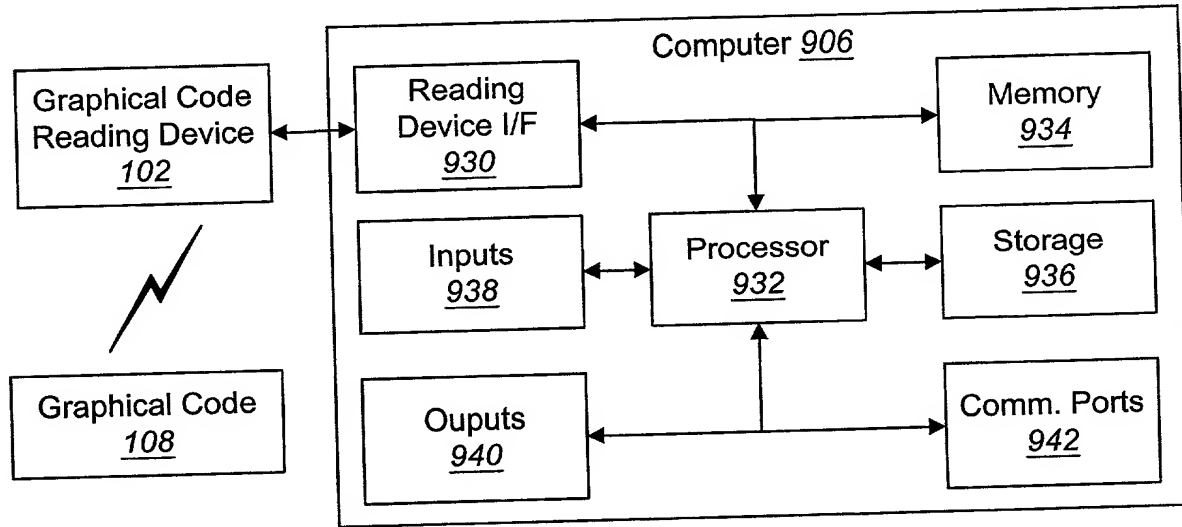 Computer 906
Graphical Code
Reading Device
102
Reading
Device I/F
930
Memory
934
Inputs
938
Processor
932
Storage
936
Graphical Code
108
Ouputs
940
Comm. Ports
942